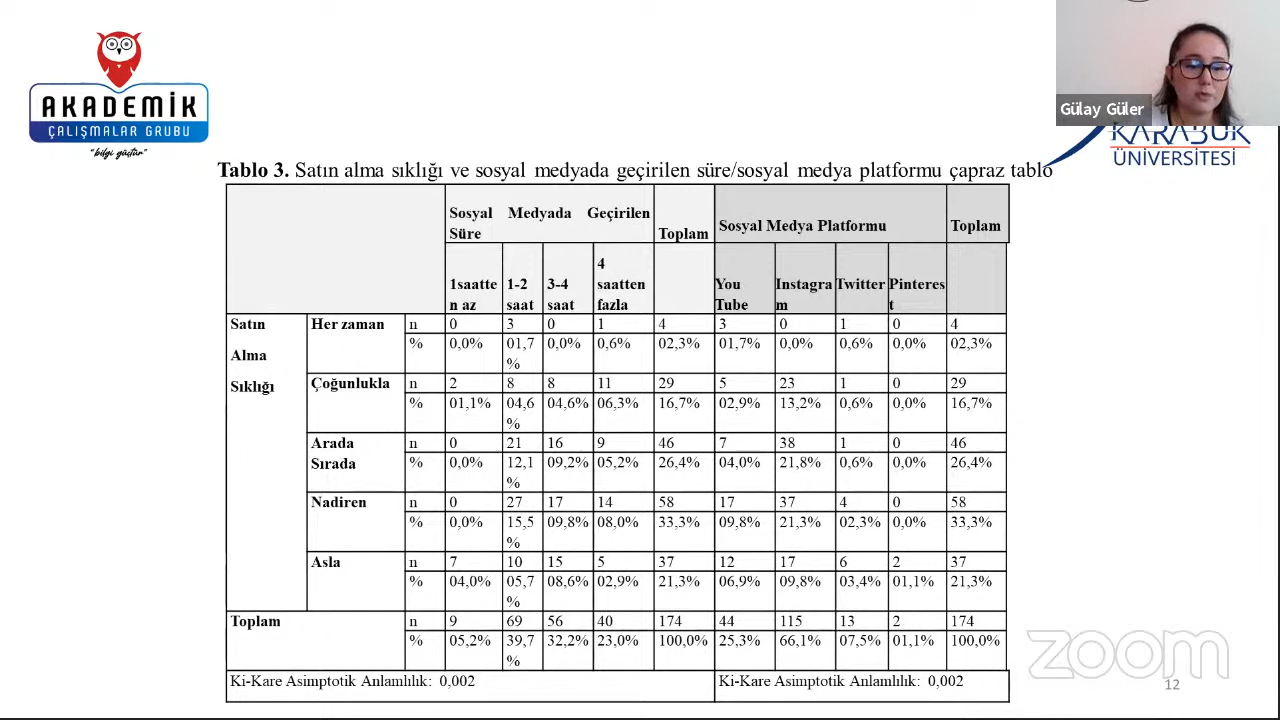 AKADEMİK
ÇALIŞMALAR GRUBU
"bilgi güçtür"
Gülay Güler
KARABÜK
ÜNİVERSİTESİ
Tablo 3. Satın alma sıklığı ve sosyal medyada geçirilen süre/sosyal medya platformu çapraz tablo
Sosyal Medyada Geçirilen
Süre
Toplam
Sosyal Medya Platformu
Toplam
1saatte
n az
1-2
saat
3-4
saat
4
saatten
fazla
You
Tube
Instagra
m
Twitter
Pinteres
t
Satın
Alma
Sıklığı
Her zaman
n 0 3 0 1 4 3 0 1 0 4
% 0,0% 01,7 0,0% 0,6% 02,3% 01,7% 0,0% 0,6% 0,0% 02,3%
%
Çoğunlukla
n 2 8 8 11 29 5 23 1 0 29
% 01,1% 04,6 04,6% 06,3% 16,7% 02,9% 13,2% 0,6% 0,0% 16,7%
%
Arada
Sırada
n 0 21 16 9 46 7 38 1 0 46
% 0,0% 12,1 09,2% 05,2% 26,4% 04,0% 21,8% 0,6% 0,0% 26,4%
%
Nadiren
n 0 27 17 14 58 17 37 4 0 58
% 0,0% 15,5 09,8% 08,0% 33,3% 09,8% 21,3% 02,3% 0,0% 33,3%
%
Asla
n 7 10 15 5 37 12 17 6 2 37
% 04,0% 05,7 08,6% 02,9% 21,3% 06,9% 09,8% 03,4% 01,1% 21,3%
%
Toplam
n 9 69 56 40 174 44 115 13 2 174
% 05,2% 39,7 32,2% 23,0% 100,0% 25,3% 66,1% 07,5% 01,1% 100,0%
%
Ki-Kare Asimptotik Anlamlılık: 0,002
Ki-Kare Asimptotik Anlamlılık: 0,002
zoom
12